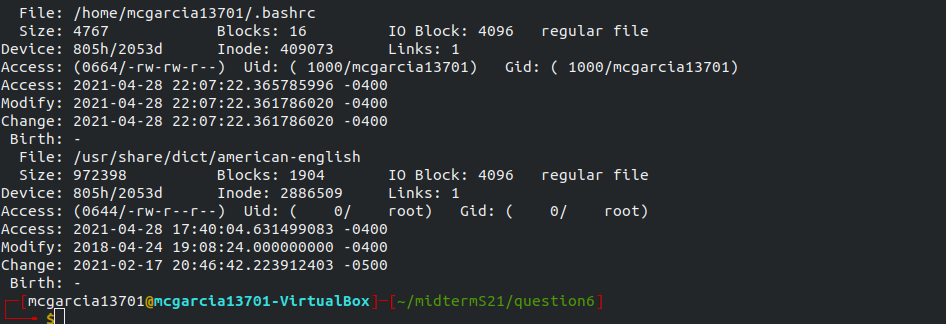 File: /home/mcgarcia13701/.bashrc
  Size: 4767            Blocks: 16         IO Block: 4096   regular file
Device: 805h/2053d      Inode: 409073      Links: 1
Access: (0664/-rw-rw-r--)  Uid: ( 1000/mcgarcia13701)   Gid: ( 1000/mcgarcia13701)
Access: 2021-04-28 22:07:22.365785996 -0400
Modify: 2021-04-28 22:07:22.361786020 -0400
Change: 2021-04-28 22:07:22.361786020 -0400
 Birth: -
  File: /usr/share/dict/american-english
  Size: 972398          Blocks: 1904       IO Block: 4096   regular file
Device: 805h/2053d      Inode: 2886509     Links: 1
Access: (0644/-rw-r--r--)  Uid: (    0/    root)   Gid: (    0/    root)
Access: 2021-04-28 17:40:04.631499083 -0400
Modify: 2018-04-24 19:08:24.000000000 -0400
Change: 2021-02-17 20:46:42.223912403 -0500
 Birth: -
┌─[mcgarcia13701@mcgarcia13701-VirtualBox]─[~/midtermS21/question6]
└──╼ $